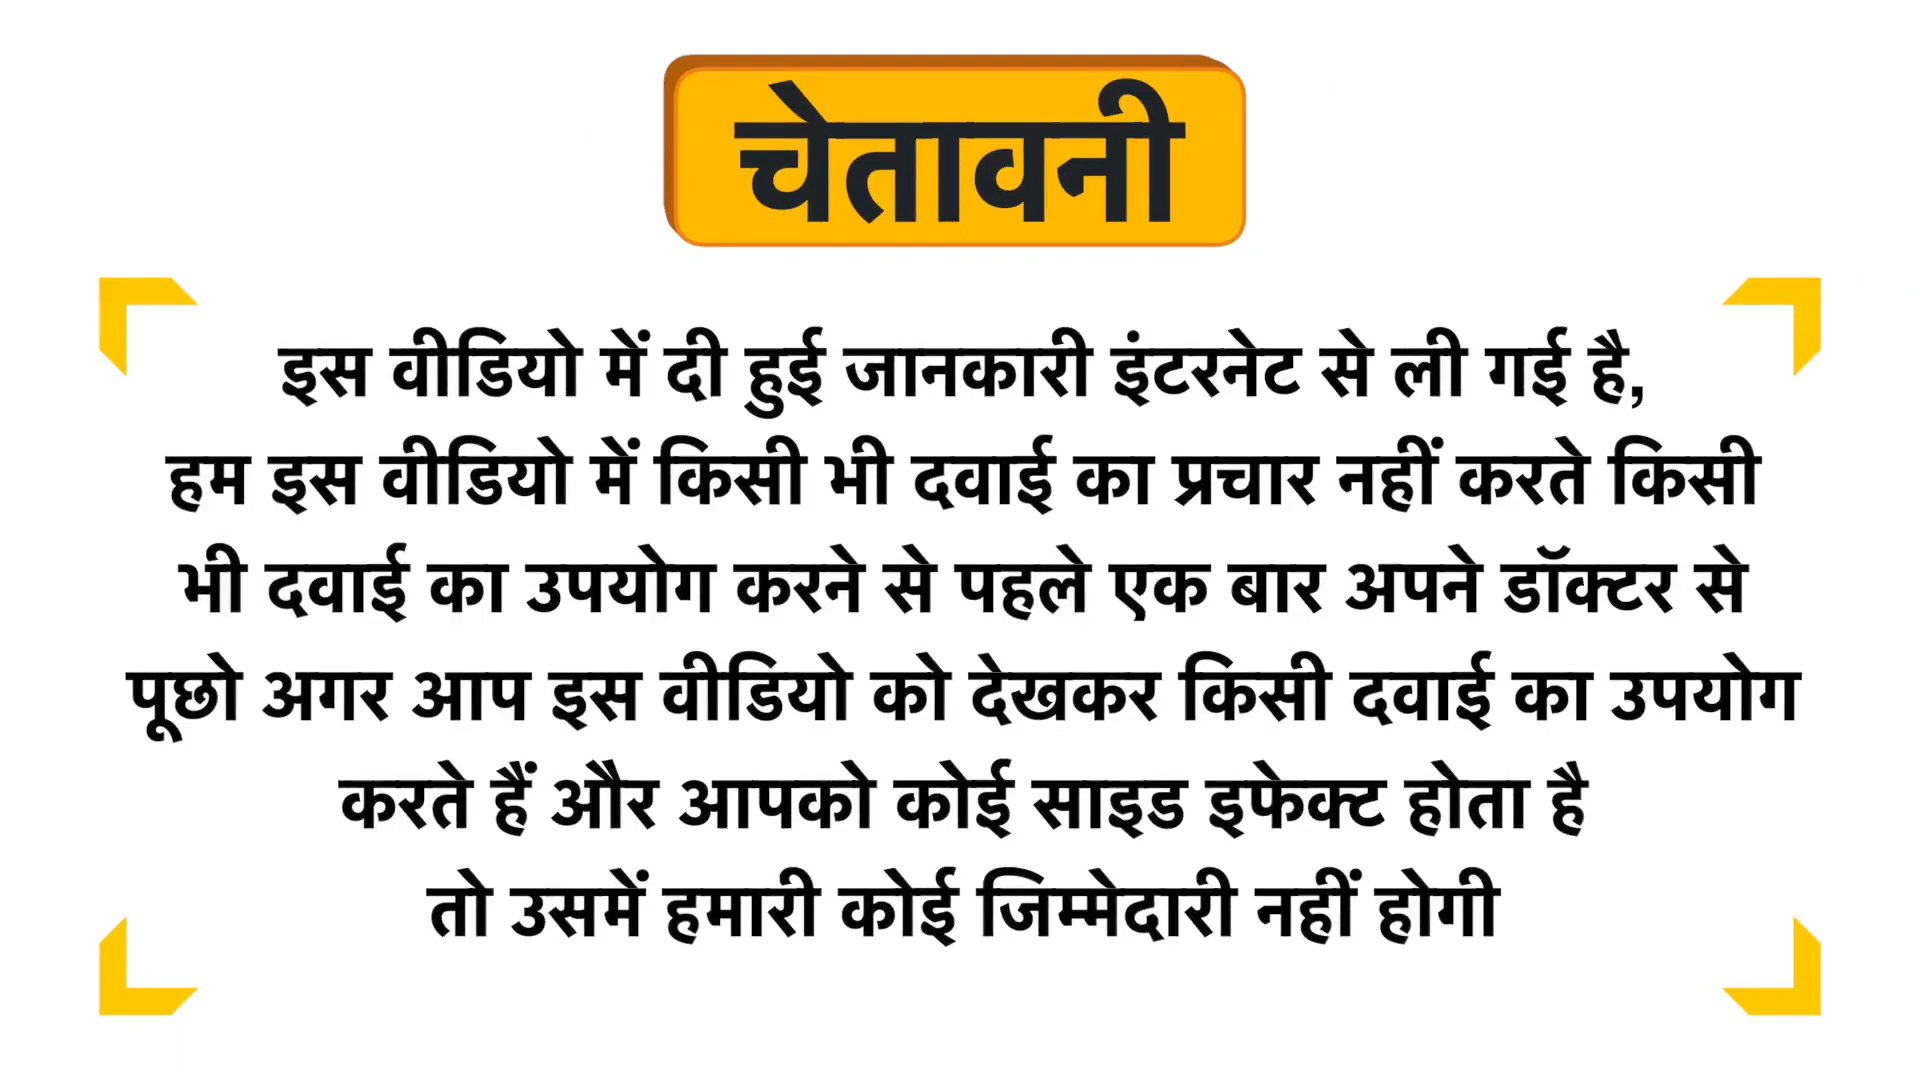 चेतावनी
इस वीडियो में दी हुई जानकारी इंटरनेट से ली गई है,
हम इस वीडियो में किसी भी दवाई का प्रचार नहीं करते किसी
भी दवाई का उपयोग करने से पहले एक बार अपने डॉक्टर से
पूछो अगर आप इस वीडियो को देखकर किसी दवाई का उपयोग
करते हैं और आपको कोई साइड इफेक्ट होता है
तो उसमें हमारी कोई जिम्मेदारी नहीं होगी